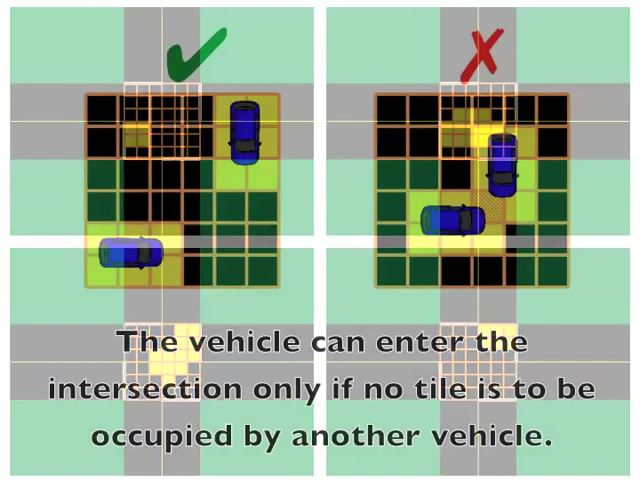 The vehicle can enter the
intersection only if no tile is to be
occupied by another vehicle.